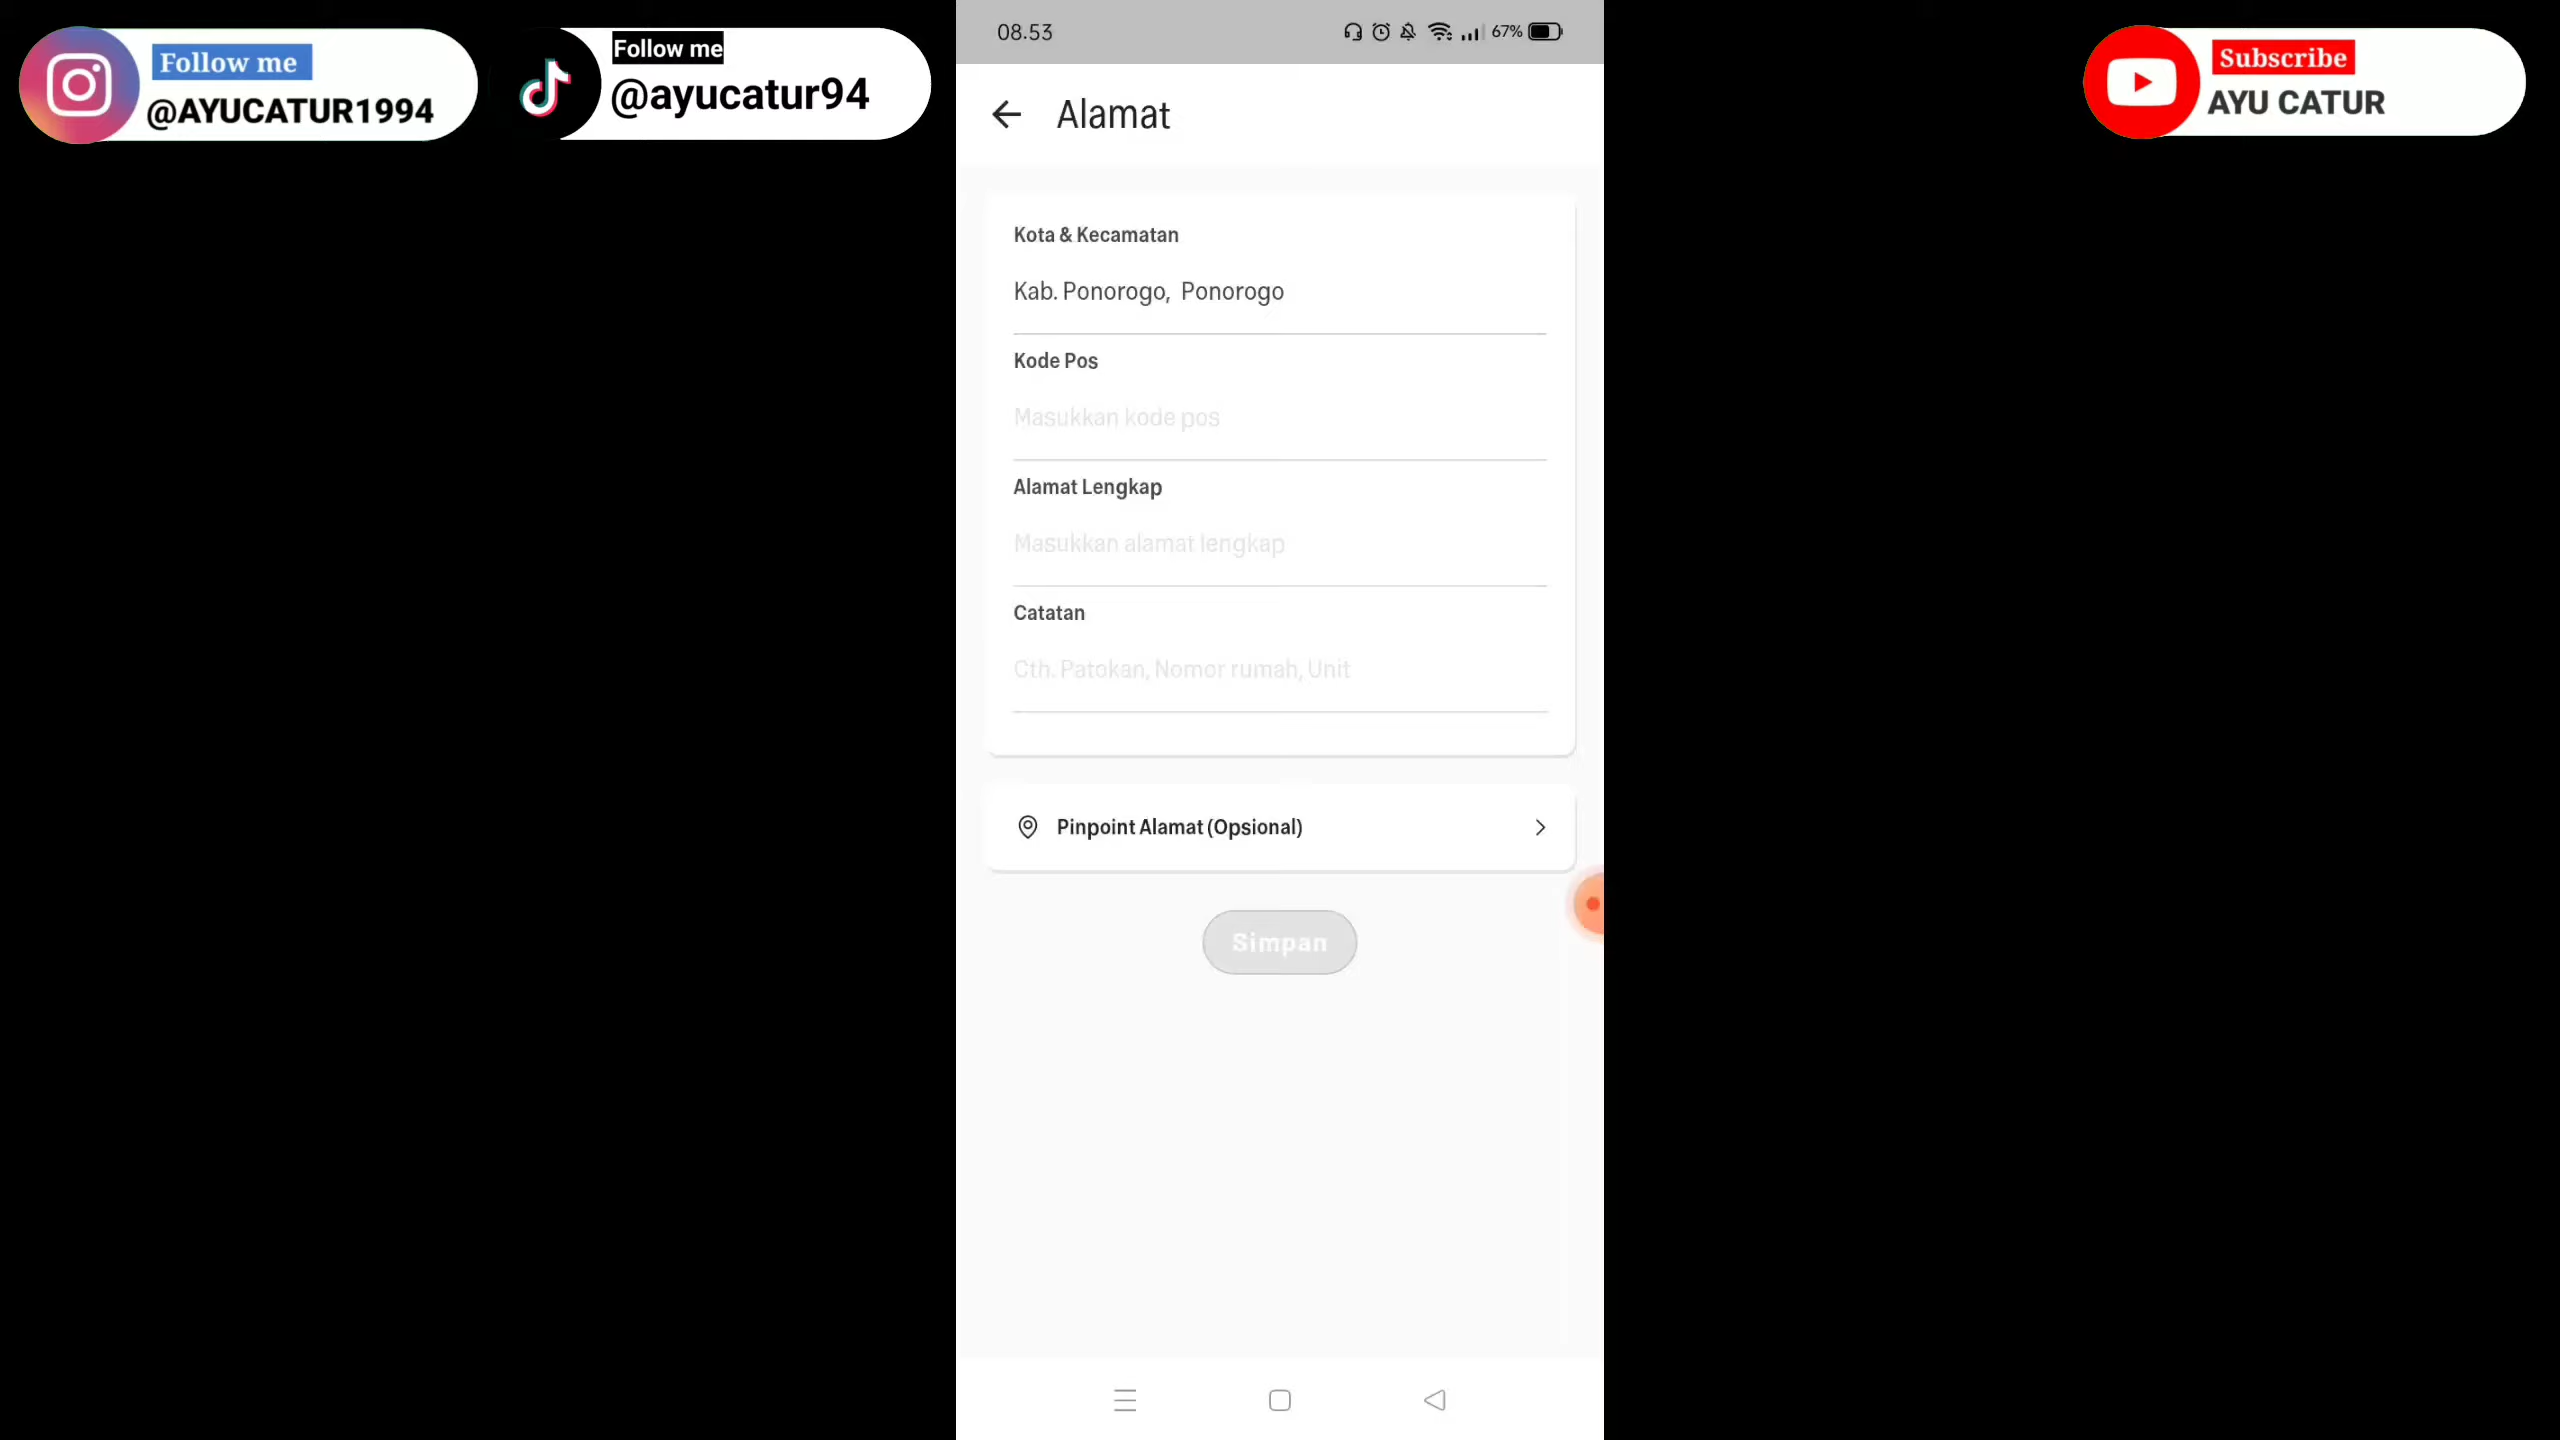 Follow me
@AYUCATUR1994
Follow me
@ayucatur94
Subscribe
AYU CATUR
08.53
67%
Alamat
Kota & Kecamatan
Kab. Ponorogo, Ponorogo
Kode Pos
Masukkan kode pos
Alamat Lengkap
Masukkan alamat lengkap
Catatan
Cth. Patokan, Nomor rumah, Unit
Pinpoint Alamat (Opsional)
Simpan